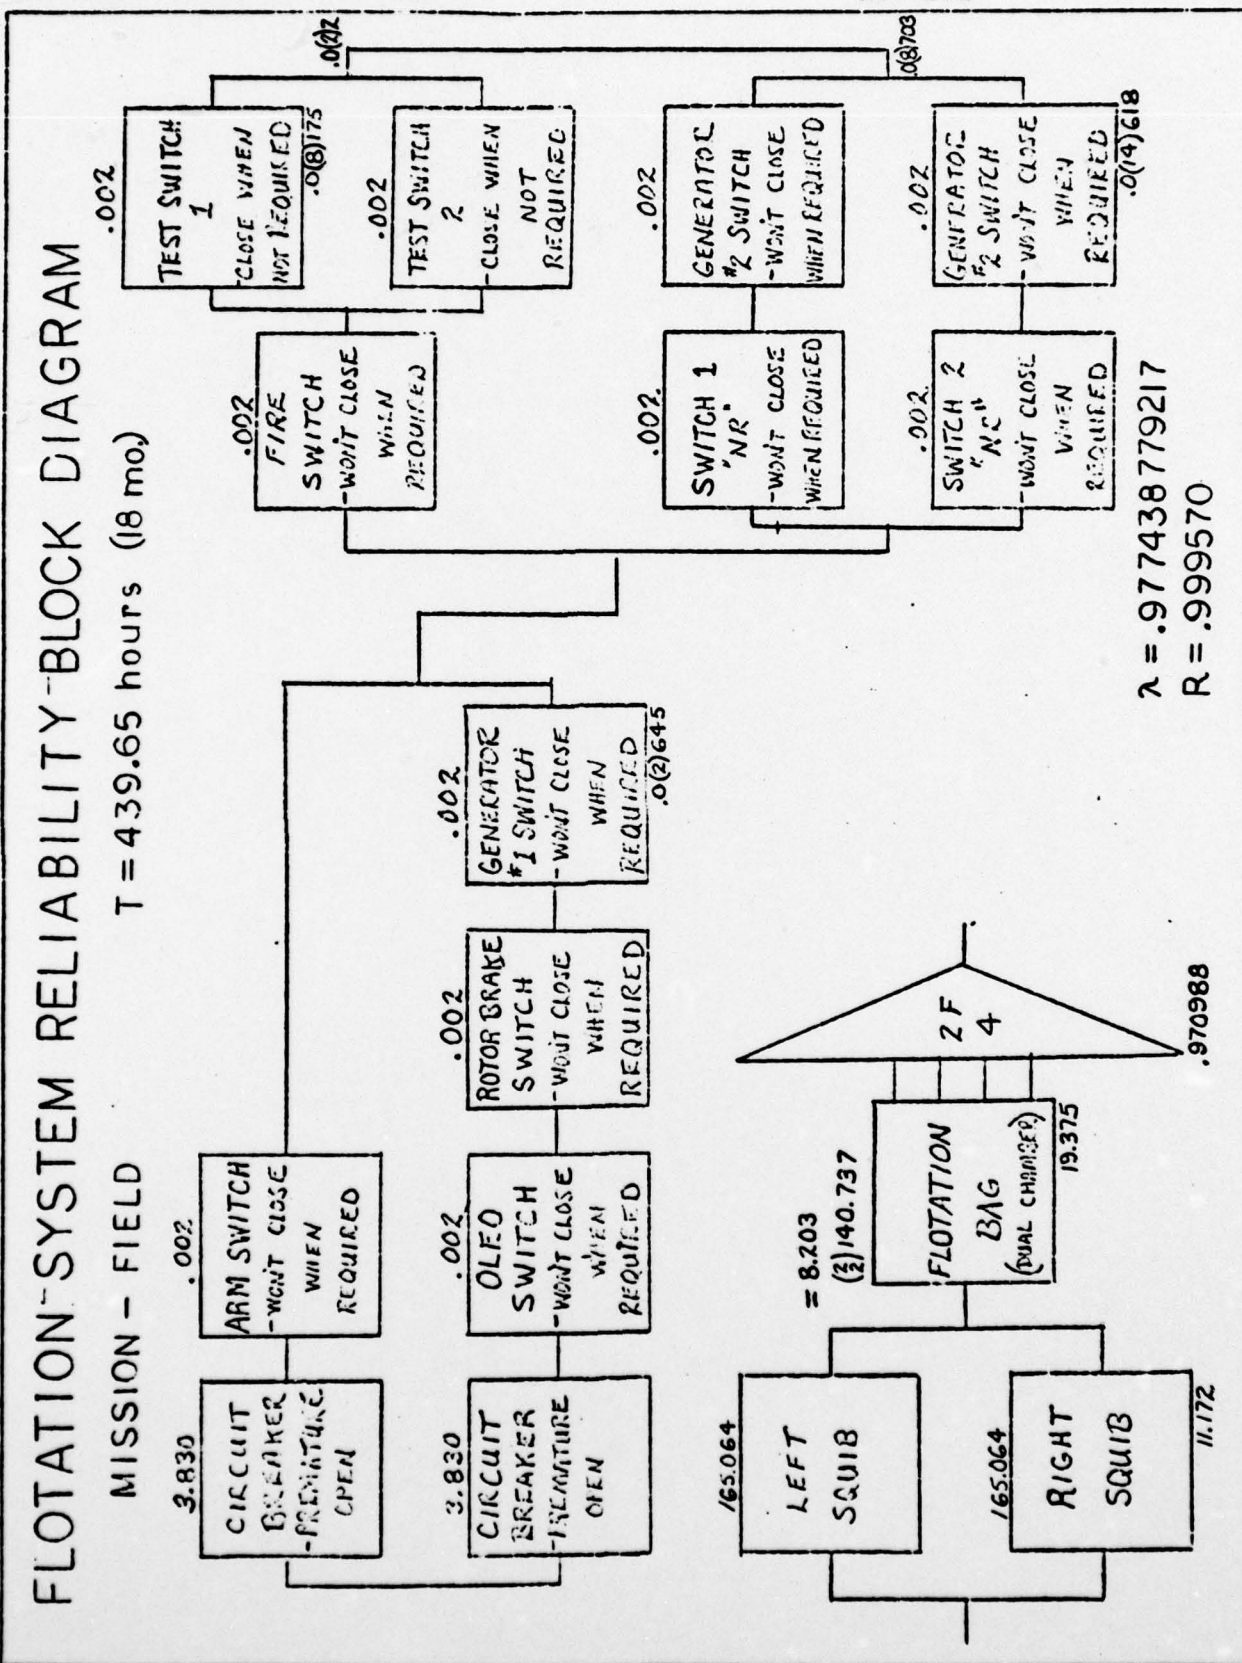 FLOTATION-SYSTEM RELIABILITY-BLOCK DIAGRAM
MISSION - FIELD
T = 439.65 hours (18 mo.)
3.830
CIRCUIT
BREAKER
-PREMATURE
OPEN
.002
ARM SWITCH
-WON'T CLOSE
WHEN
REQUIRED
3.830
CIRCUIT
BREAKER
-PREMATURE
OPEN
.002
OLEO
SWITCH
-WON'T CLOSE
WHEN
REQUIRED
.002
ROTOR BRAKE
SWITCH
-WON'T CLOSE
WHEN
REQUIRED
.002
GENERATOR
#1 SWITCH
-WON'T CLOSE
WHEN
REQUIRED
.0(2)645
.002
FIRE
SWITCH
-WON'T CLOSE
WHEN
REQUIRED
.002
TEST SWITCH
1
-CLOSE WHEN
NOT REQUIRED
.0(8)175
.002
TEST SWITCH
2
-CLOSE WHEN
NOT
REQUIRED
.0(2)2
.002
SWITCH 1
"NR"
-WON'T CLOSE
WHEN REQUIRED
.002
GENERATOR
#2 SWITCH
-WON'T CLOSE
WHEN REQUIRED
.0(8)703
.002
SWITCH 2
-WON'T CLOSE
WHEN
REQUIRED
.002
GENERATOR
#2 SWITCH
-WON'T CLOSE
WHEN
REQUIRED
.0(14)618
165.064
LEFT
SQUIB
165.064
RIGHT
SQUIB
11.172
= 8.203
(2/2)140.737
FLOTATION
BAG
(DUAL CHAMBER)
19.375
2 F
4
.970988
λ = .977438779217
R = .999570